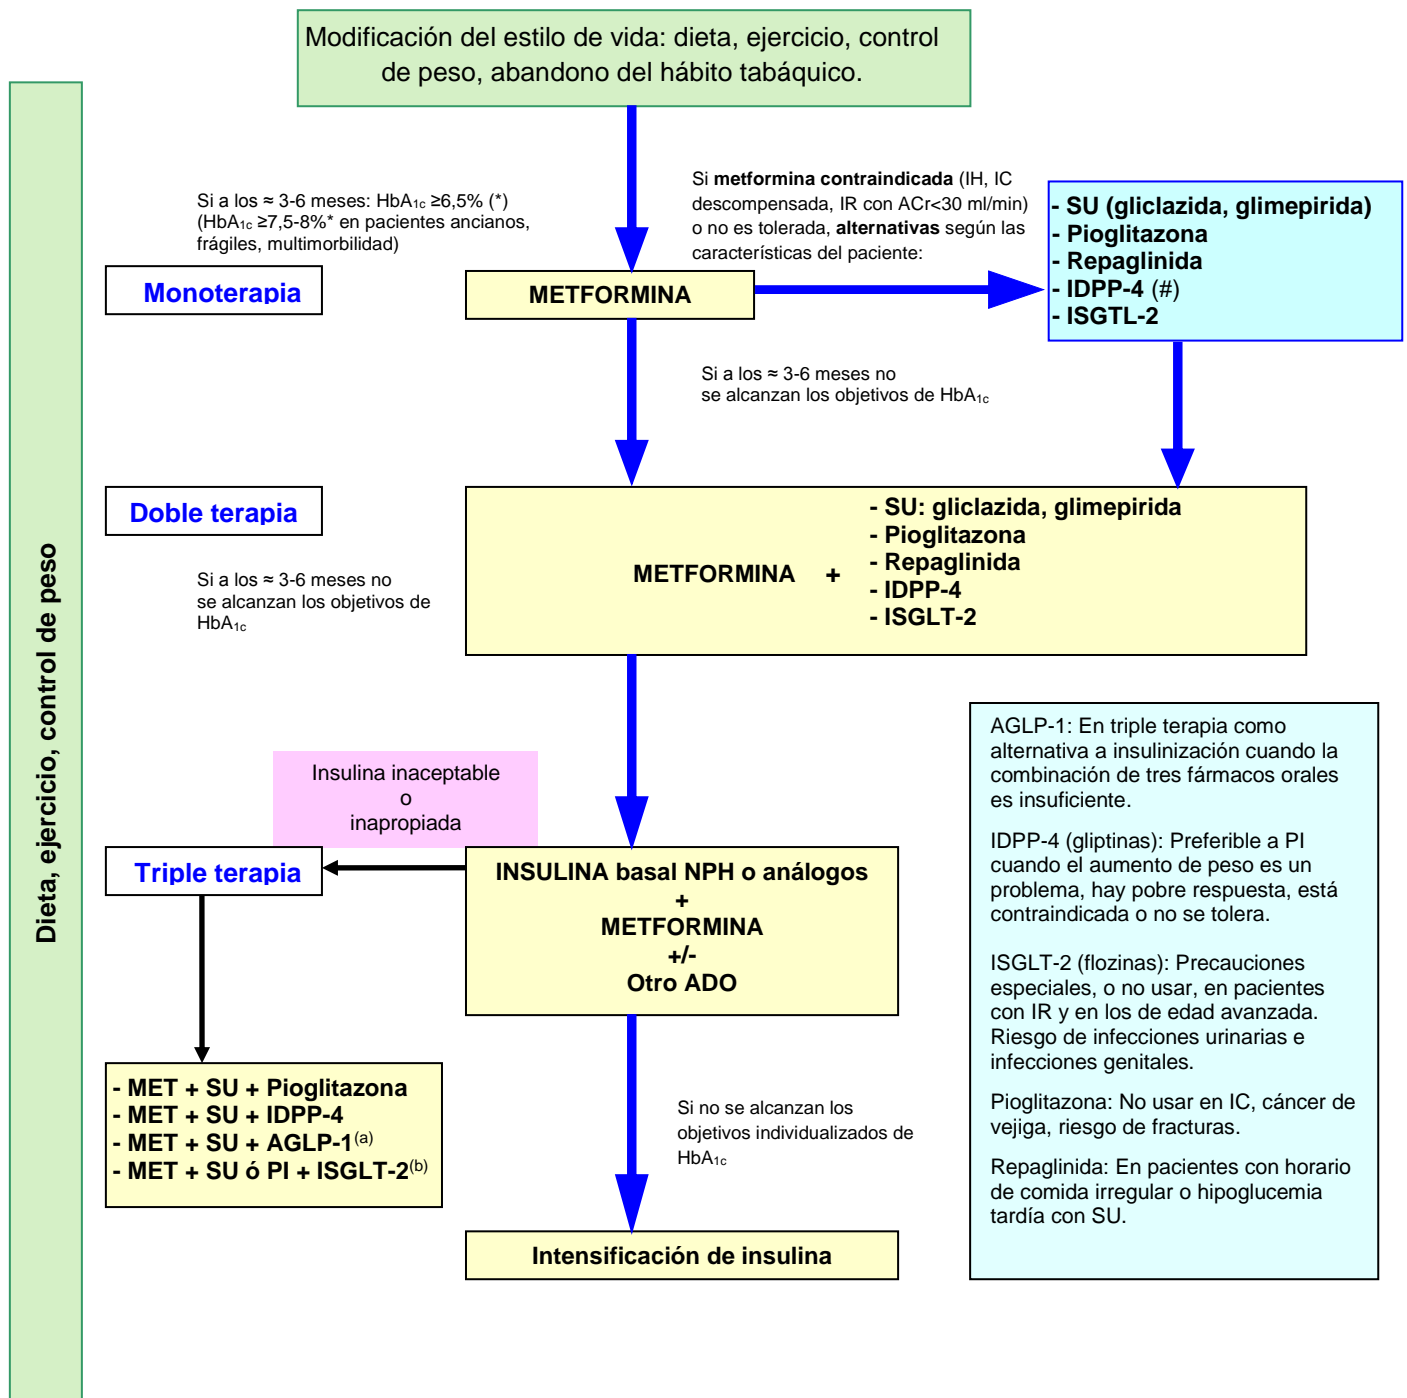 Modificación del estilo de vida: dieta, ejercicio, control
de peso, abandono del hábito tabáquico.
Dieta, ejercicio, control de peso
Si a los ≈ 3-6 meses: HbA1c ≥6,5% (*)
(HbA1c ≥7,5-8%* en pacientes ancianos,
frágiles, multimorbilidad)
Si metformina contraindicada (IH, IC
descompensada, IR con ACr<30 ml/min)
o no es tolerada, alternativas según las
características del paciente:
- SU (gliclazida, glimepirida)
- Pioglitazona
- Repaglinida
- IDPP-4 (#)
- ISGTL-2
Monoterapia
METFORMINA
Si a los ≈ 3-6 meses no
se alcanzan los objetivos de HbA1c
Doble terapia
METFORMINA +
- SU: gliclazida, glimepirida
- Pioglitazona
- Repaglinida
- IDPP-4
- ISGLT-2
Si a los ≈ 3-6 meses no
se alcanzan los objetivos de
HbA1c
Insulina inaceptable
o
inapropiada
Triple terapia
INSULINA basal NPH o análogos
+
METFORMINA
+/-
Otro ADO
- MET + SU + Pioglitazona
- MET + SU + IDPP-4
- MET + SU + AGLP-1(a)
- MET + SU ó PI + ISGLT-2(b)
Si no se alcanzan los
objetivos individualizados de
HbA1c
Intensificación de insulina
AGLP-1: En triple terapia como
alternativa a insulinización cuando la
combinación de tres fármacos orales
es insuficiente.
IDPP-4 (gliptinas): Preferible a PI
cuando el aumento de peso es un
problema, hay pobre respuesta, está
contraindicada o no se tolera.
ISGLT-2 (flozinas): Precauciones
especiales, o no usar, en pacientes
con IR y en los de edad avanzada.
Riesgo de infecciones urinarias e
infecciones genitales.
Pioglitazona: No usar en IC, cáncer de
vejiga, riesgo de fracturas.
Repaglinida: En pacientes con horario
de comida irregular o hipoglucemia
tardía con SU.